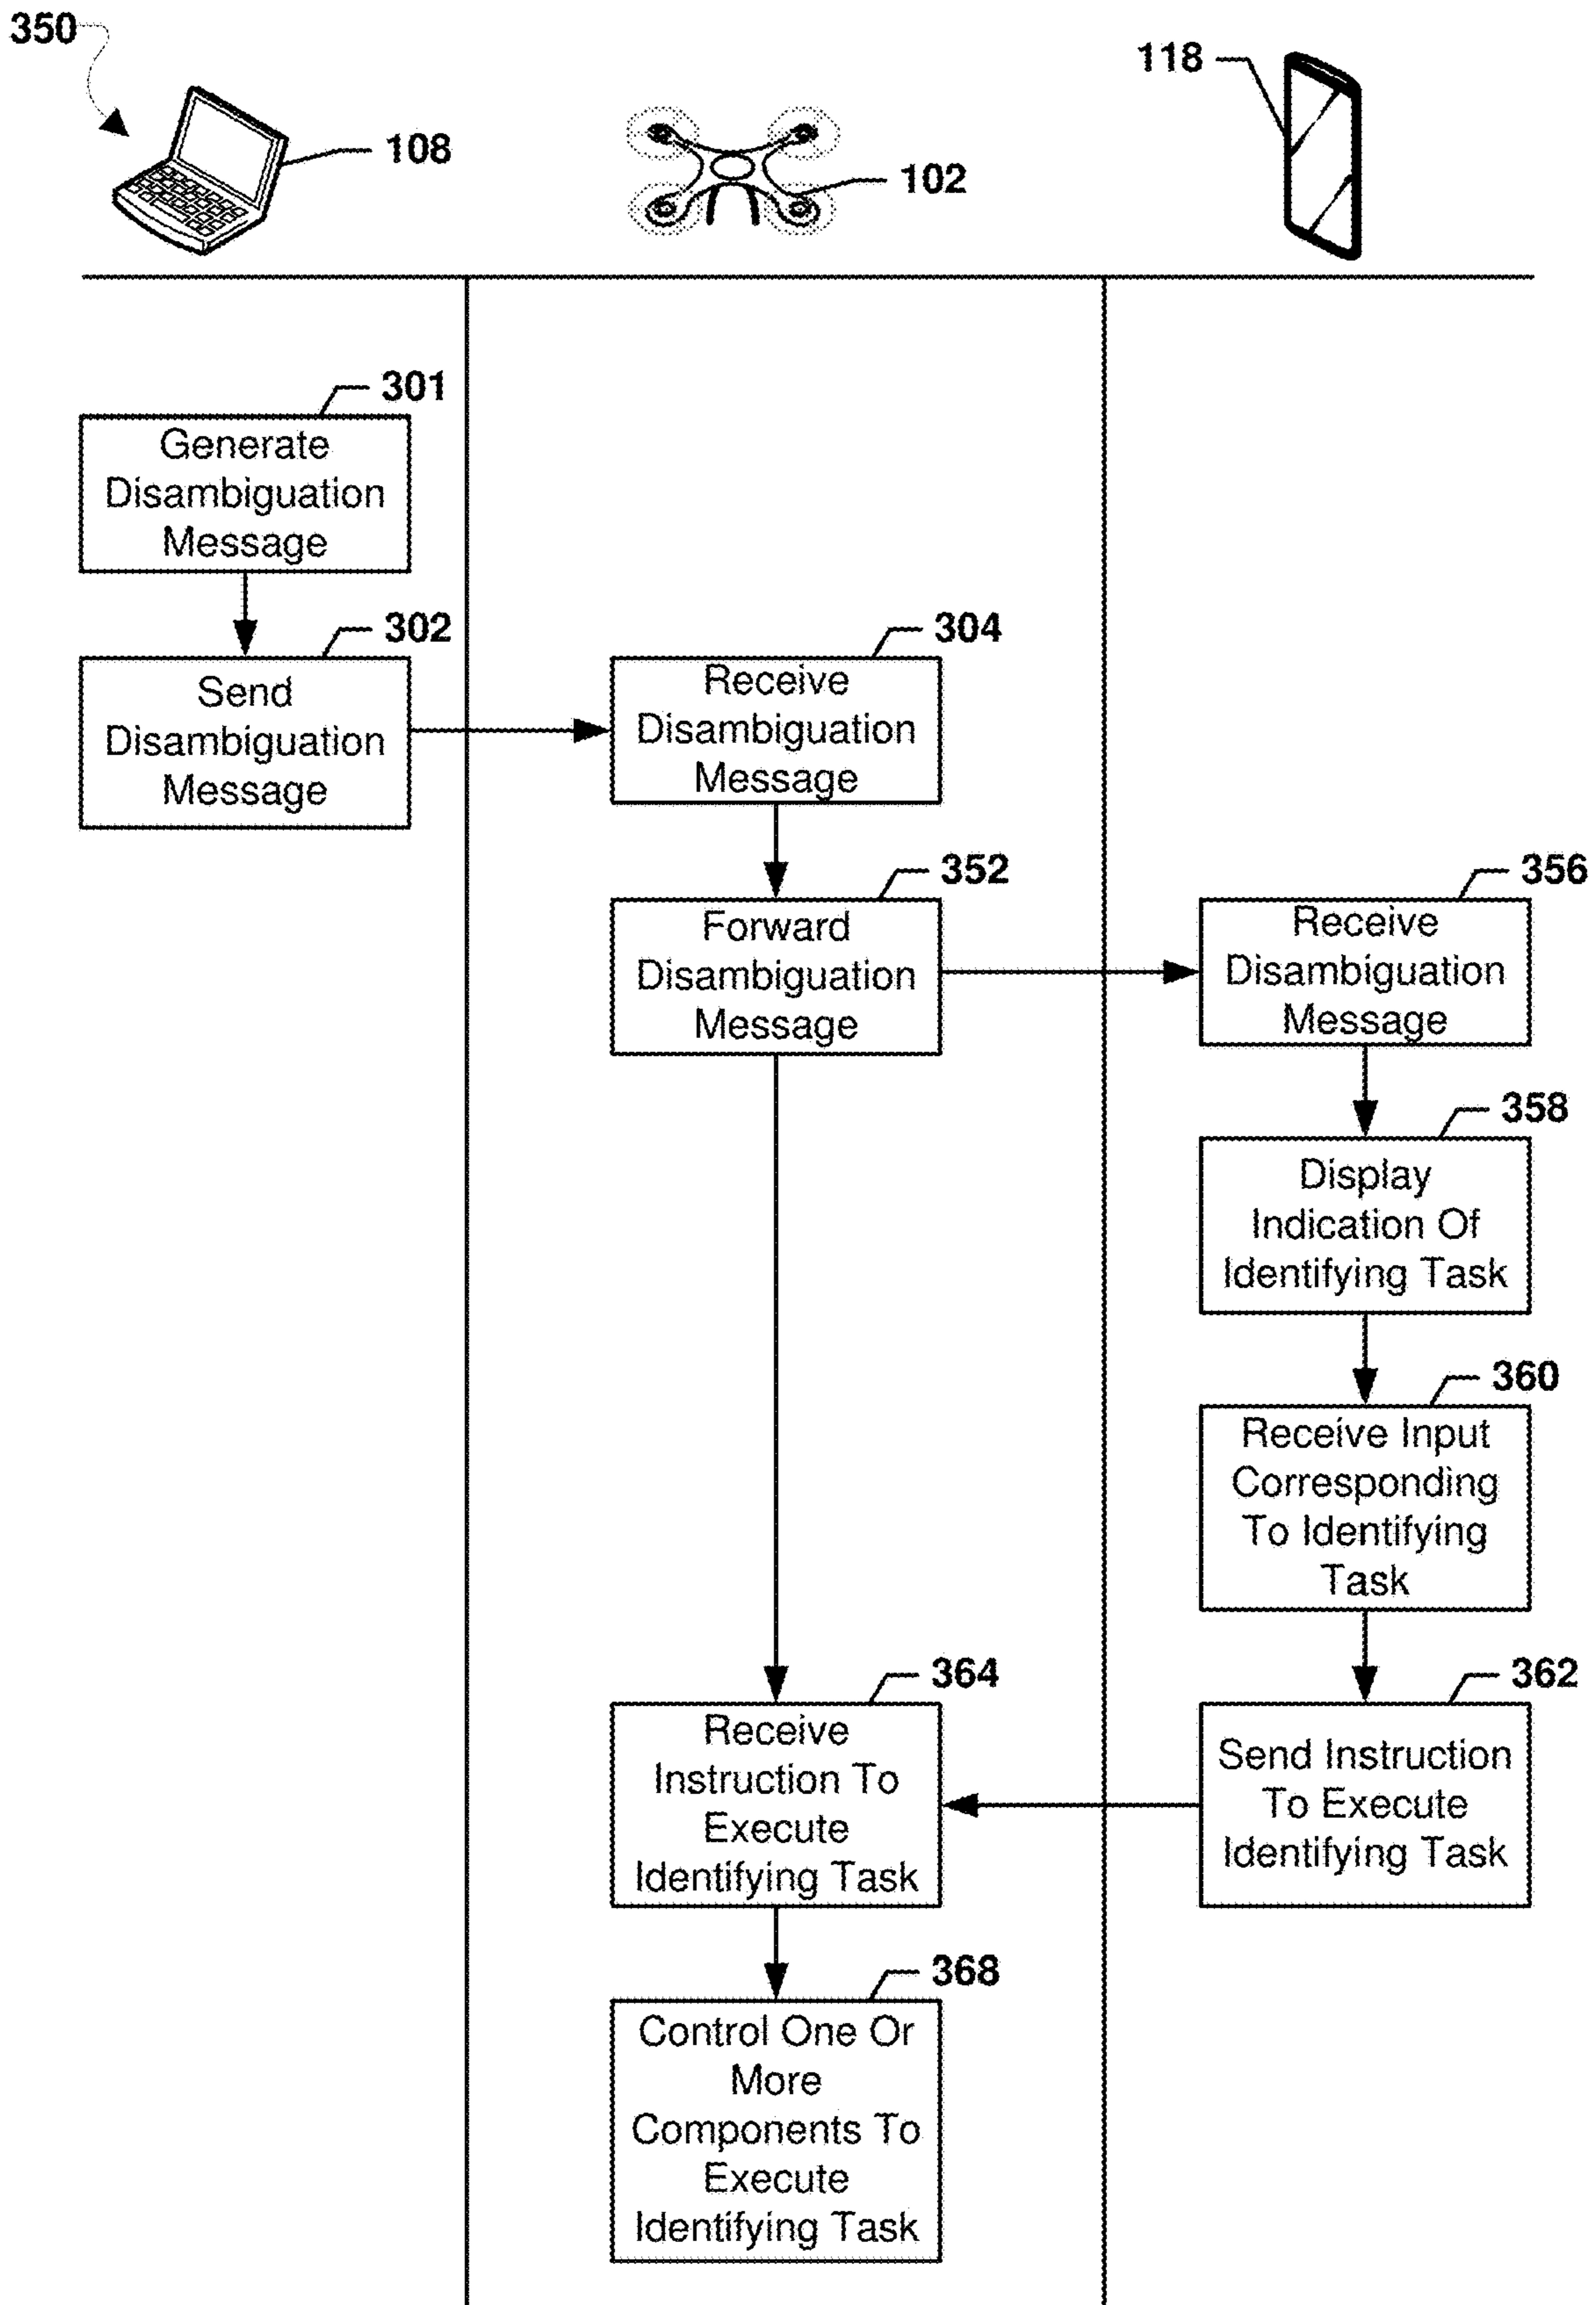 350
108
102
118
301
Generate
Disambiguation
Message
302
Send
Disambiguation
Message
304
Receive
Disambiguation
Message
352
Forward
Disambiguation
Message
356
Receive
Disambiguation
Message
358
Display
Indication Of
Identifying Task
360
Receive Input
Corresponding
To Identifying
Task
362
Send Instruction
To Execute
Identifying Task
364
Receive
Instruction To
Execute
Identifying Task
368
Control One Or
More
Components To
Execute
Identifying Task